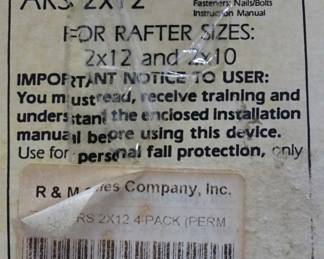 ARS 2x12
Fasteners: Nails/Bolts
Instruction Manual
FOR RAFTER SIZES:
2x12 and 2x10
IMPORTANT NOTICE TO USER:
You must read, receive training and
understand the enclosed installation
manual before using this device.
Use for personal fall protection, only
R & M Sales Company, Inc.
RS 2X12 4-PACK (PERM